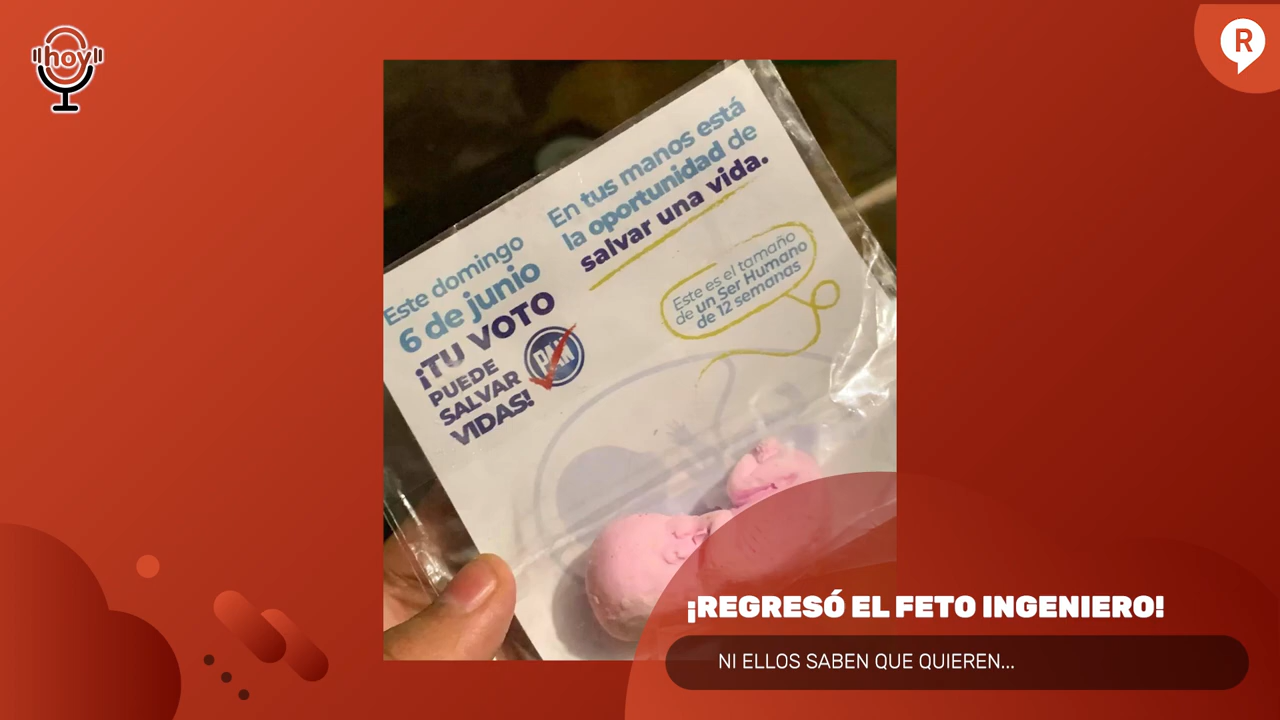 hoy
R
En tus manos está
la oportunidad de
salvar una vida.
Este domingo
6 de junio
¡TU VOTO
PUEDE
SALVAR
VIDAS!
PAN
Este es el tamaño
de un Ser Humano
de 12 semanas
¡REGRESÓ EL FETO INGENIERO!
NI ELLOS SABEN QUE QUIEREN...